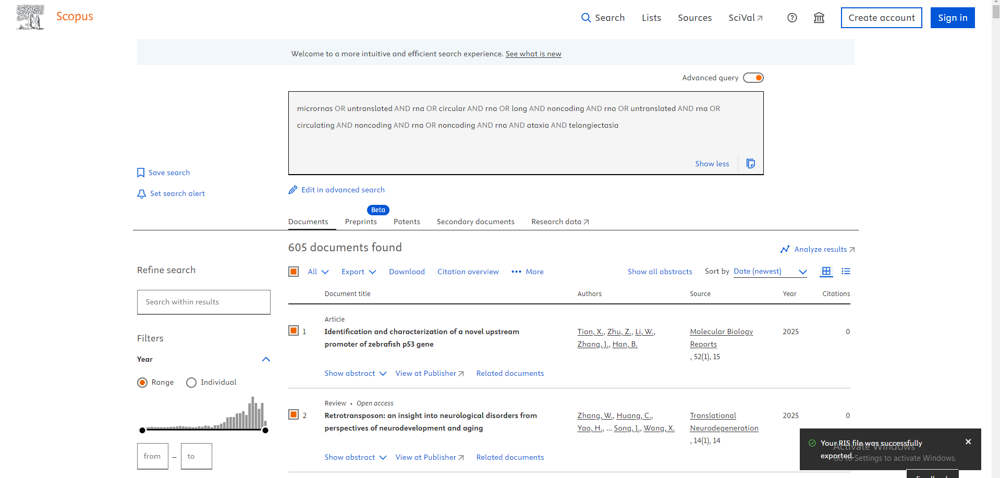 Scopus
Search
Lists
Sources
SciVal
Create account
Sign in
Welcome to a more intuitive and efficient search experience. See what is new
Advanced query
micrornas OR untranslated AND rna OR circular AND rna OR long AND noncoding AND rna OR untranslated AND rna OR
circulating AND noncoding AND rna OR noncoding AND rna AND ataxia AND telangiectasia
Show less
Save search
Set search alert
Edit in advanced search
Beta
Documents
Preprints
Patents
Secondary documents
Research data
605 documents found
Analyze results
Refine search
All
Export
Download
Citation overview
More
Show all abstracts
Sort by
Date (newest)
Search within results
Document title
Authors
Source
Year
Citations
Filters
Year
Range
Individual
from – to
Article
1
Identification and characterization of a novel upstream
promoter of zebrafish p53 gene
Tian, X., Zhu, Z., Li, W.,
Zhang, J., Han, B.
Molecular Biology
Reports
, 52(1), 15
2025
0
Show abstract
View at Publisher
Related documents
Review • Open access
2
Retrotransposon: an insight into neurological disorders from
perspectives of neurodevelopment and aging
Zhang, W., Huang, C.,
Yao, H., ... Song, J., Wang, X.
Translational
Neurodegeneration
, 14(1), 14
2025
0
Show abstract
View at Publisher
Related documents
Your RIS file was successfully
exported.
Activate Windows
Go to Settings to activate Windows.
Feedback